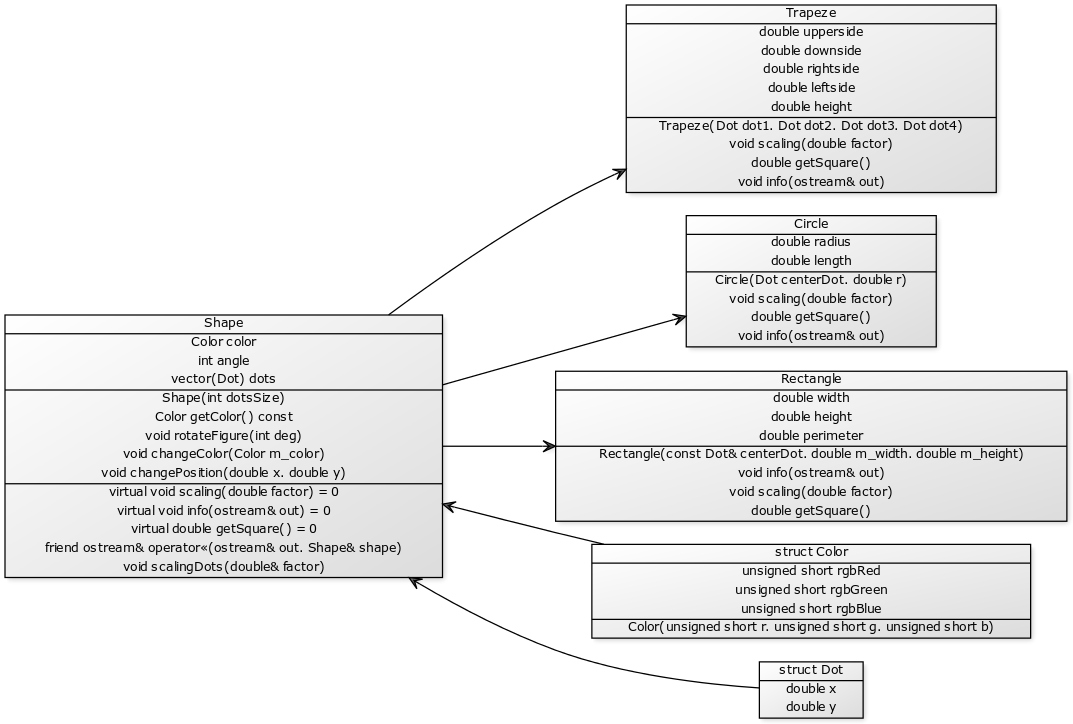 Trapeze
double upperside
double downside
double rightside
double leftside
double height
Trapeze(Dot dot1. Dot dot2. Dot dot3. Dot dot4)
void scaling(double factor)
double getSquare()
void info(ostream& out)
Circle
double radius
double length
Circle(Dot centerDot. double r)
void scaling(double factor)
double getSquare()
void info(ostream& out)
Shape
Color color
int angle
vector(Dot) dots
Shape(int dotsSize)
Color getColor() const
void rotateFigure(int deg)
void changeColor(Color m_color)
void changePosition(double x. double y)
virtual void scaling(double factor) = 0
virtual void info(ostream& out) = 0
virtual double getSquare() = 0
friend ostream& operator«(ostream& out. Shape& shape)
void scalingDots(double& factor)
Rectangle
double width
double height
double perimeter
Rectangle(const Dot& centerDot. double m_width. double m_height)
void info(ostream& out)
void scaling(double factor)
double getSquare()
struct Color
unsigned short rgbRed
unsigned short rgbGreen
unsigned short rgbBlue
Color(unsigned short r. unsigned short g. unsigned short b)
struct Dot
double x
double y